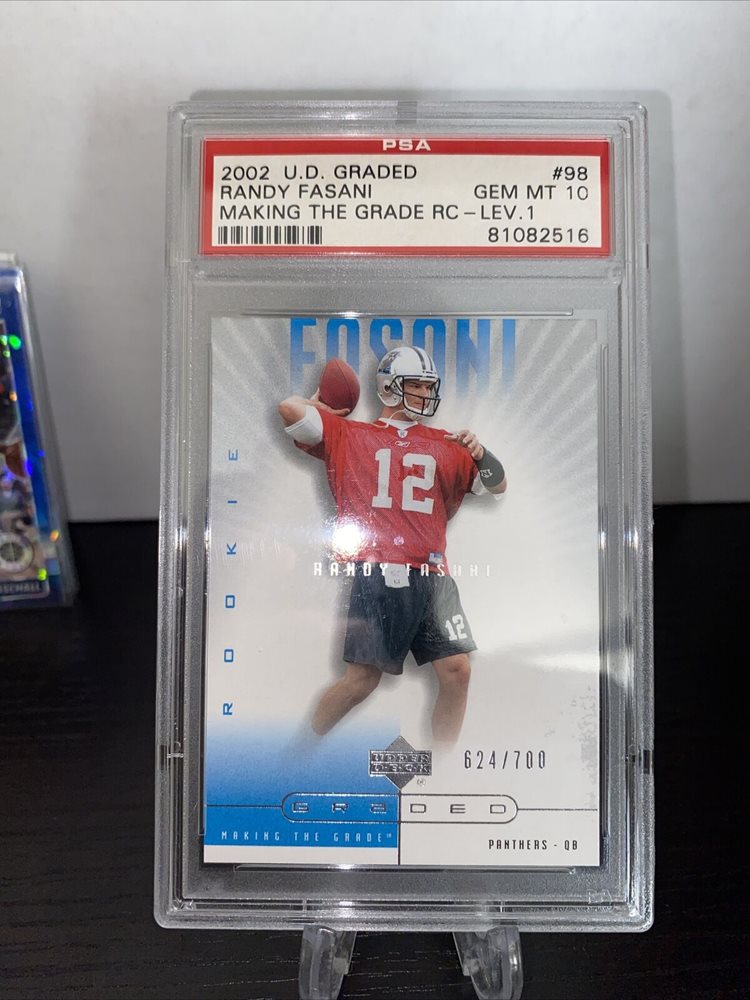 PSA
2002 U.D. GRADED #98
RANDY FASANI GEM MT 10
MAKING THE GRADE RC - LEV.1
81082516
FASANI
12
RANDY FASANI
12
ROOKIE
UPPER DECK
®
624/700
GRADED
MAKING THE GRADE™
PANTHERS - QB